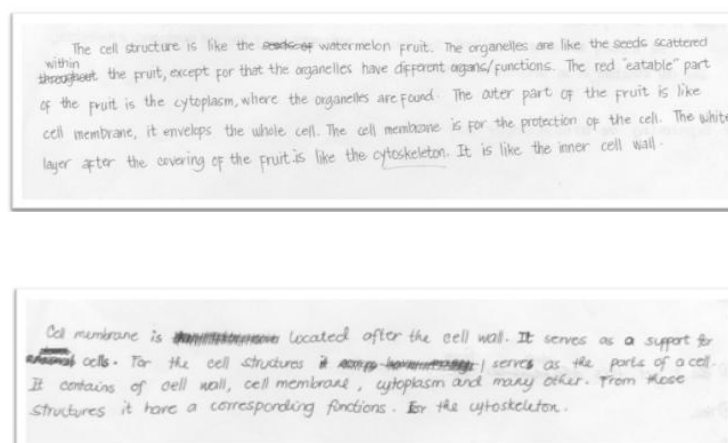 The cell structure is like the watermelon fruit. The organelles are like the seeds scattered
within
throughout the fruit, except for that the organelles have different organs/functions. The red "eatable" part
of the fruit is the cytoplasm, where the organelles are found. The outer part of the fruit is like
cell membrane, it envelops the whole cell. The cell membrane is for the protection of the cell. The white
layer after the covering of the fruit is like the cytoskeleton. It is like the inner cell wall.
Cell membrane is located after the cell wall. It serves as a support for
cells. For the cell structures serves as the parts of a cell.
It contains of cell wall, cell membrane, cytoplasm and many other. From those
structures it have a corresponding functions. For the cytoskeleton.